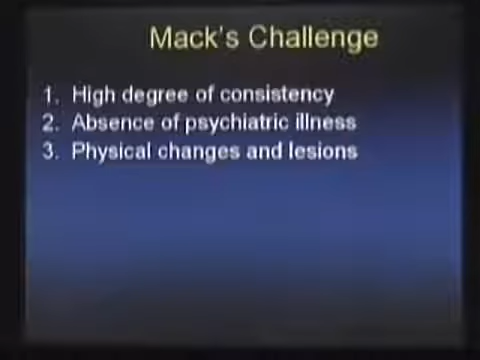 Mack's Challenge
1. High degree of consistency
2. Absence of psychiatric illness
3. Physical changes and lesions